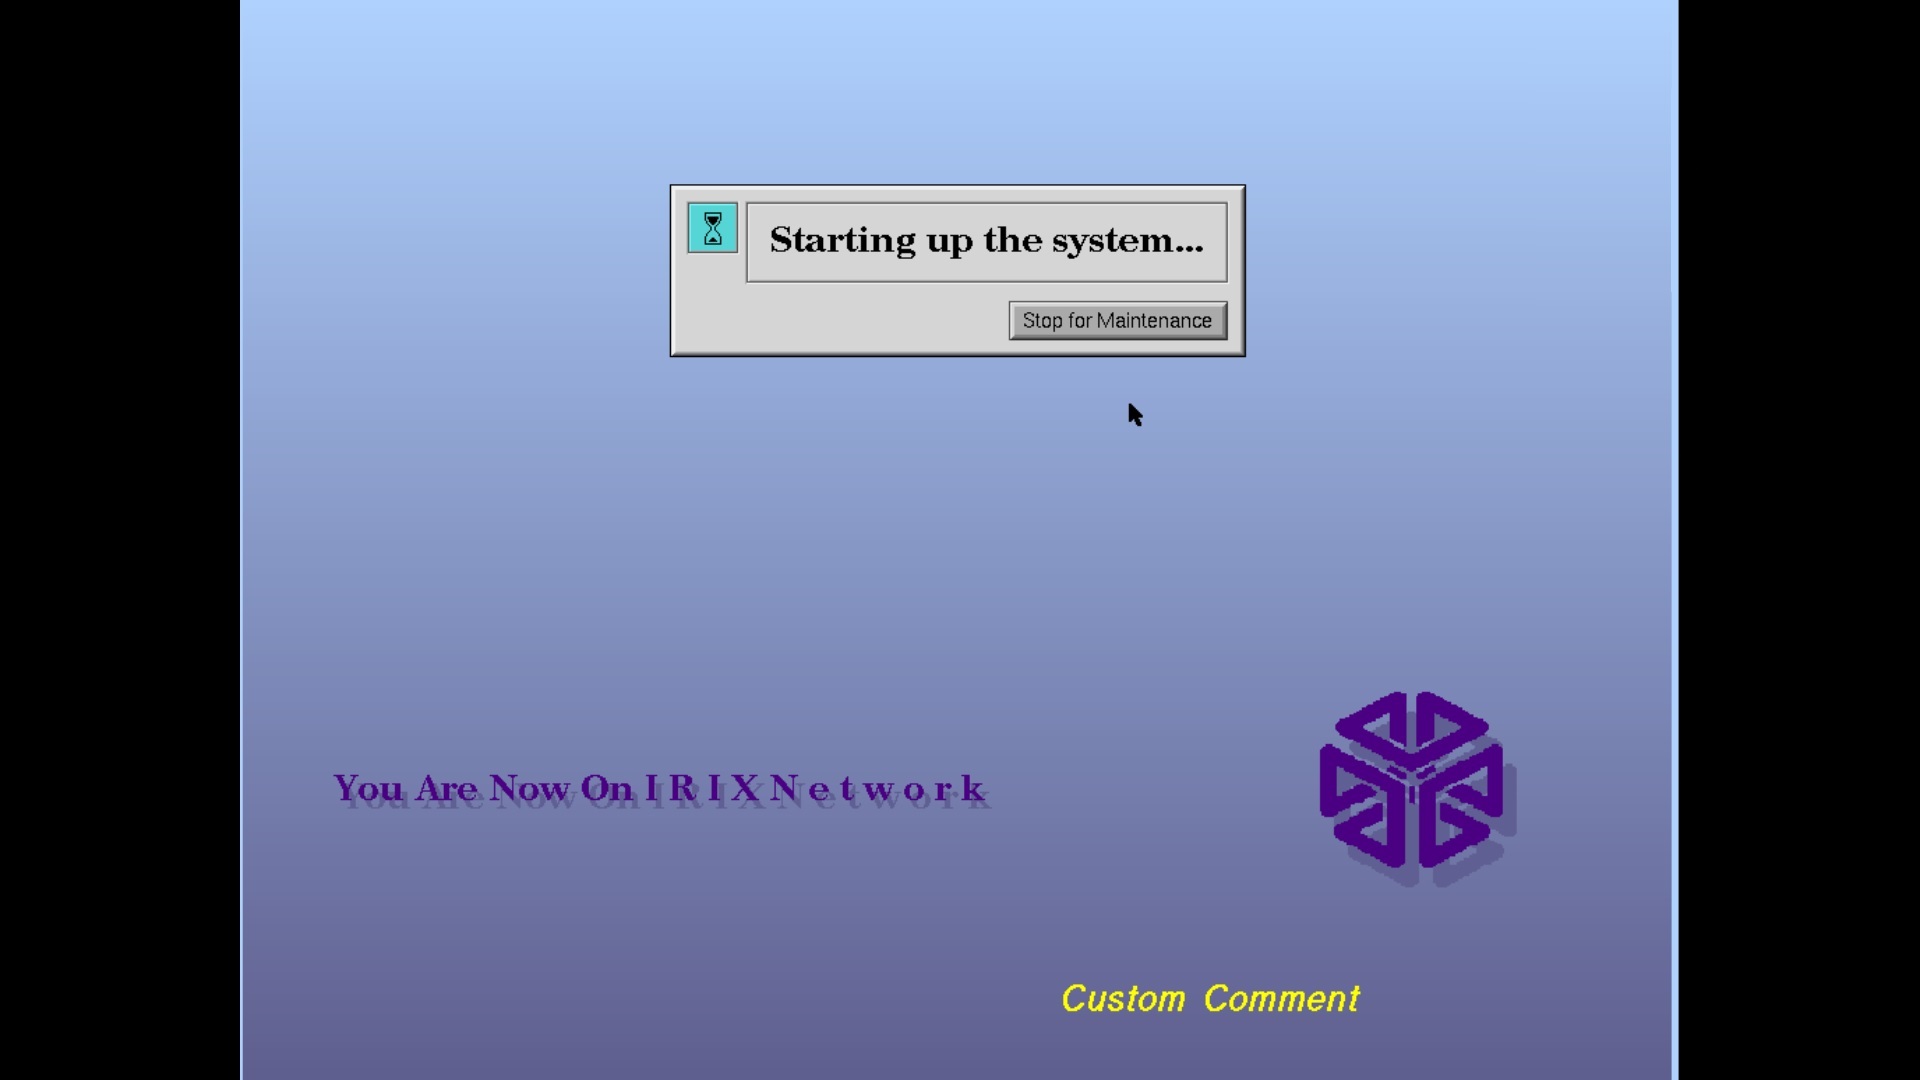 Starting up the system...
Stop for Maintenance
You Are Now On I R I X N e t w o r k
Custom Comment